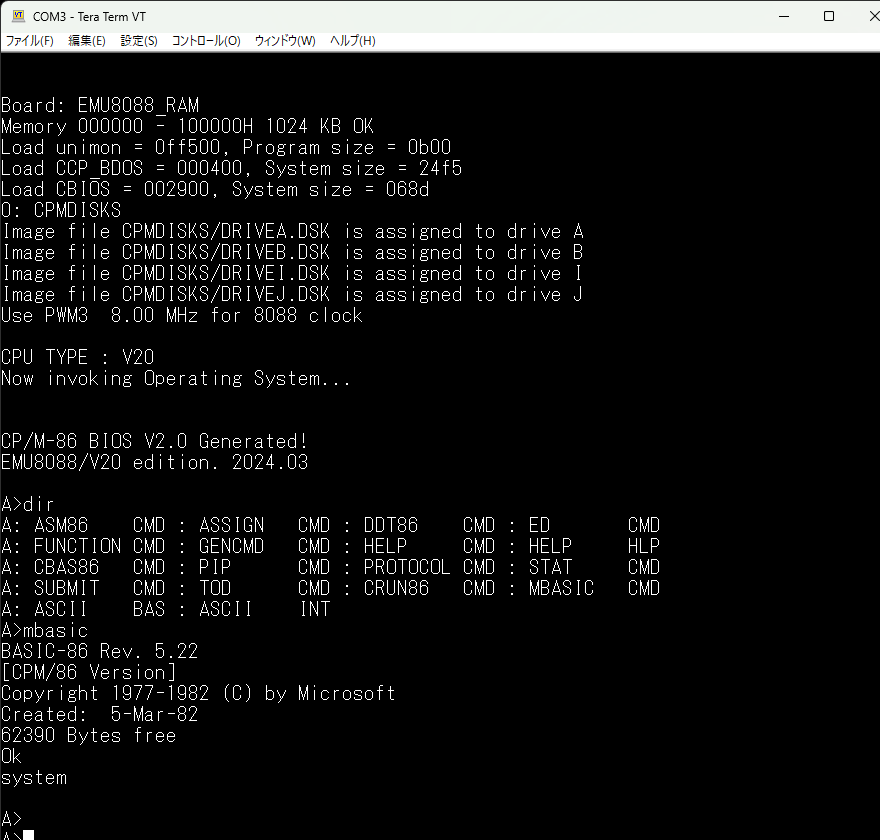 COM3 - Tera Term VT
ファイル(F) 編集(E) 設定(S) コントロール(O) ウィンドウ(W) ヘルプ(H)
Board: EMU8088_RAM
Memory 000000 - 100000H 1024 KB OK
Load unimon = 0ff500, Program size = 0b00
Load CCP_BDOS = 000400, System size = 24f5
Load CBIOS = 002900, System size = 068d
0: CPMDISKS
Image file CPMDISKS/DRIVEA.DSK is assigned to drive A
Image file CPMDISKS/DRIVEB.DSK is assigned to drive B
Image file CPMDISKS/DRIVEI.DSK is assigned to drive I
Image file CPMDISKS/DRIVEJ.DSK is assigned to drive J
Use PWM3  8.00 MHz for 8088 clock
CPU TYPE : V20
Now invoking Operating System...
CP/M-86 BIOS V2.0 Generated!
EMU8088/V20 edition. 2024.03
A>dir
A: ASM86    CMD : ASSIGN   CMD : DDT86    CMD : ED       CMD
A: FUNCTION CMD : GENCMD   CMD : HELP     CMD : HELP     HLP
A: CBAS86   CMD : PIP      CMD : PROTOCOL CMD : STAT     CMD
A: SUBMIT   CMD : TOD      CMD : CRUN86   CMD : MBASIC   CMD
A: ASCII    BAS : ASCII    INT
A>mbasic
BASIC-86 Rev. 5.22
[CPM/86 Version]
Copyright 1977-1982 (C) by Microsoft
Created:  5-Mar-82
62390 Bytes free
Ok
system
A>
A>